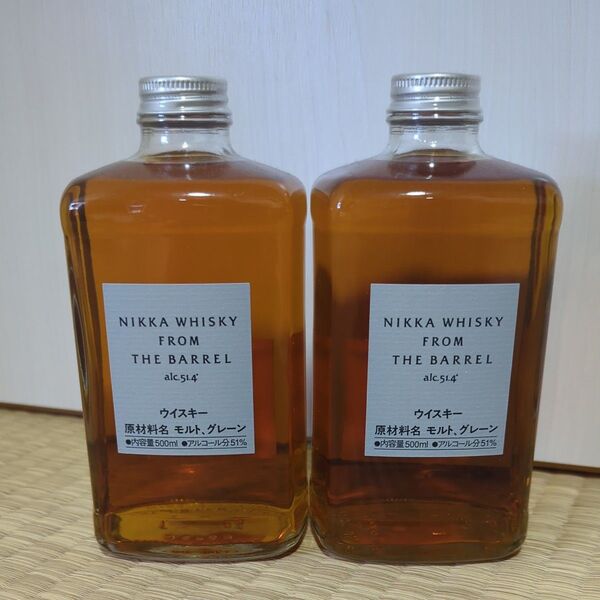 NIKKA WHISKY
FROM
THE BARREL
alc.51.4°
ウイスキー
原材料名 モルト、グレーン
●内容量500ml ●アルコール分51%
NIKKA WHISKY
FROM
THE BARREL
alc.51.4°
ウイスキー
原材料名 モルト、グレーン
●内容量500ml ●アルコール分51%